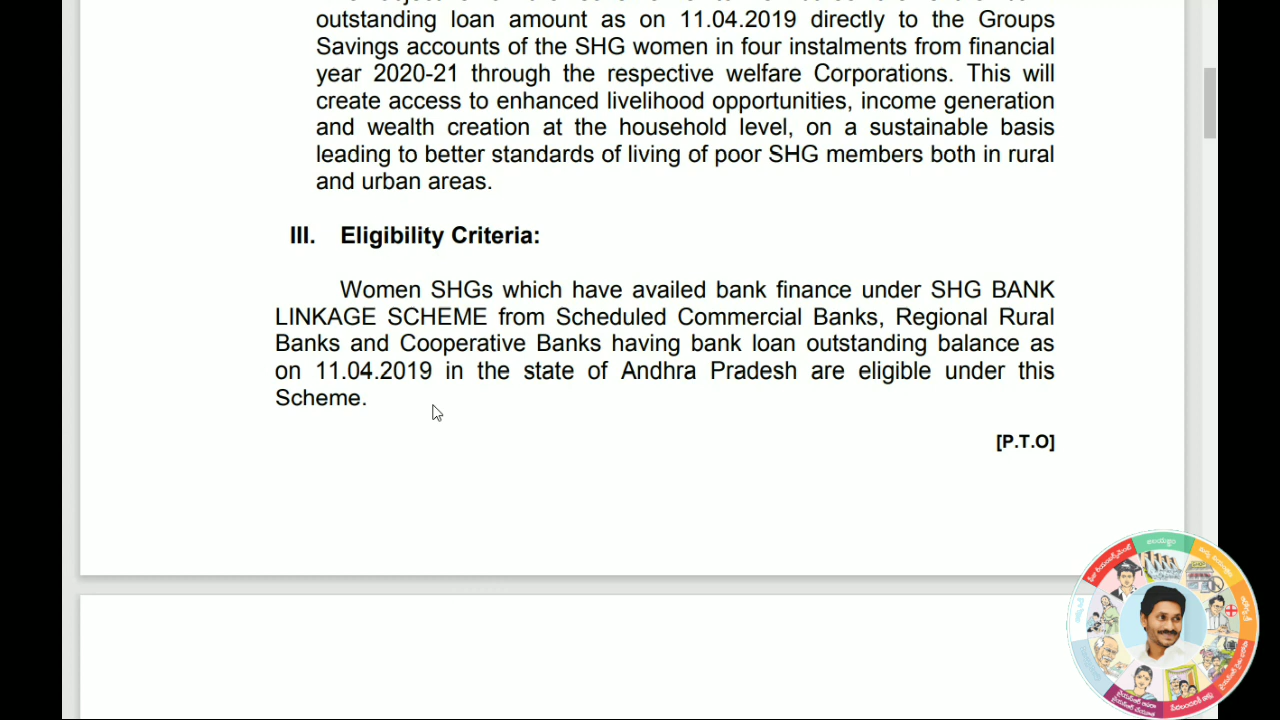 outstanding loan amount as on 11.04.2019 directly to the Groups
Savings accounts of the SHG women in four instalments from financial
year 2020-21 through the respective welfare Corporations. This will
create access to enhanced livelihood opportunities, income generation
and wealth creation at the household level, on a sustainable basis
leading to better standards of living of poor SHG members both in rural
and urban areas.
III. Eligibility Criteria:
Women SHGs which have availed bank finance under SHG BANK
LINKAGE SCHEME from Scheduled Commercial Banks, Regional Rural
Banks and Cooperative Banks having bank loan outstanding balance as
on 11.04.2019 in the state of Andhra Pradesh are eligible under this
Scheme.
[P.T.O]